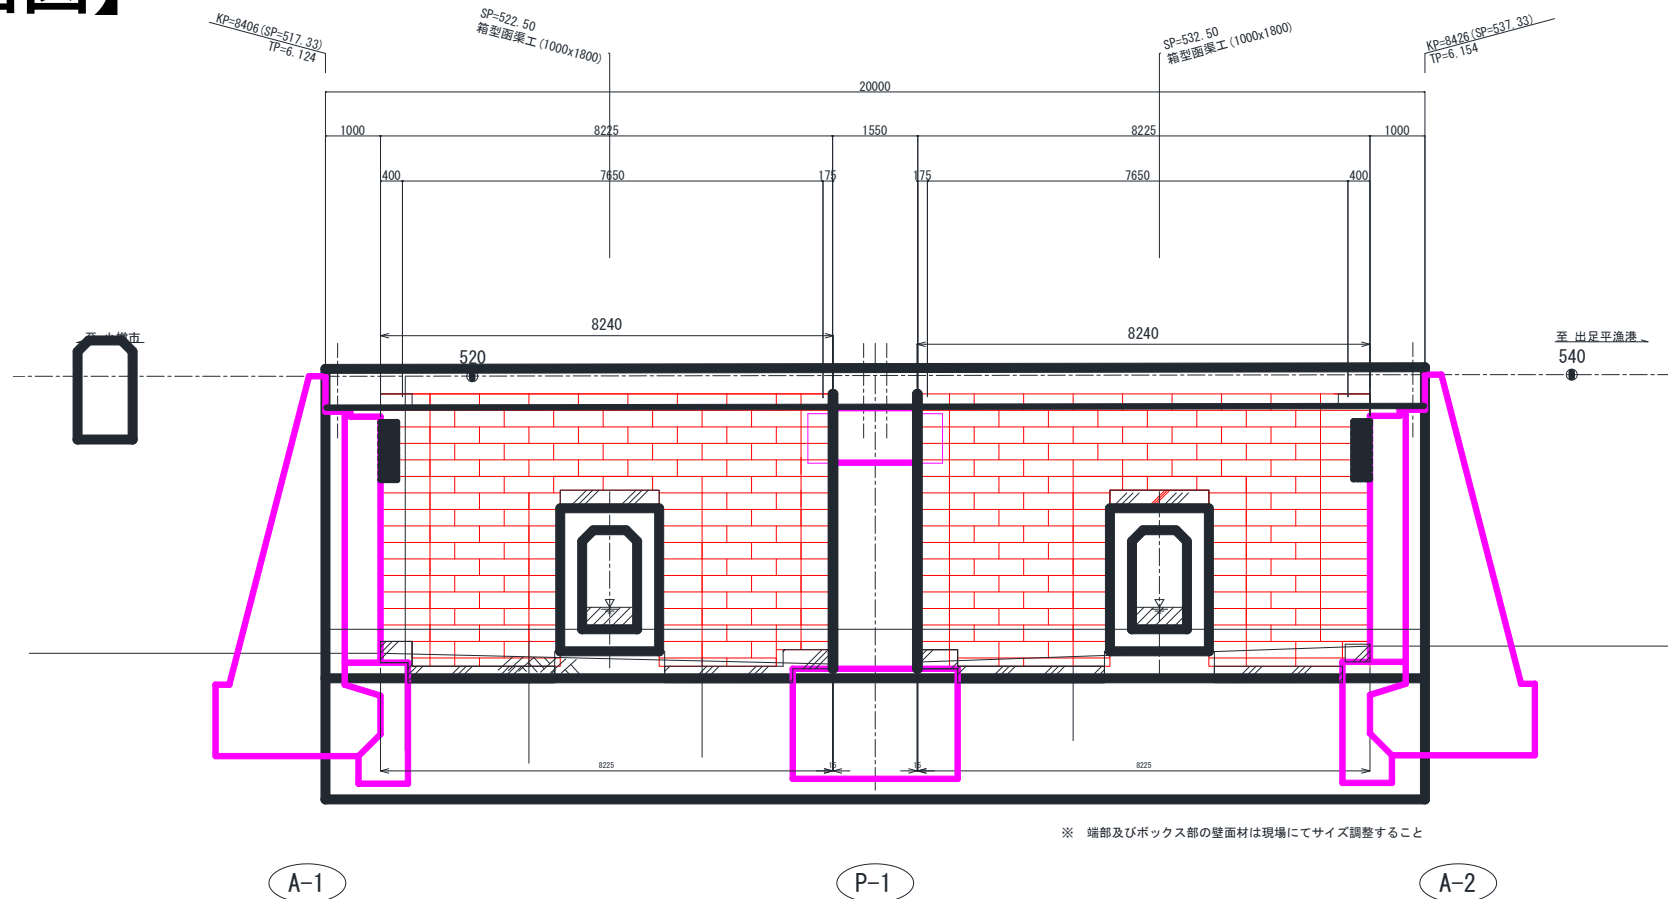 KP=8406(SP=517.33)
TP=6.124
SP=522.50
箱型函渠工(1000x1800)
SP=532.50
箱型函渠工(1000x1800)
KP=8426(SP=537.33)
TP=6.154
20000
1000
8225
1550
8225
1000
400
7650
175
175
7650
400
8240
8240
520
至 出足平漁港
540
8225
15
15
8225
※ 端部及びボックス部の壁面材は現場にてサイズ調整すること
A-1
P-1
A-2